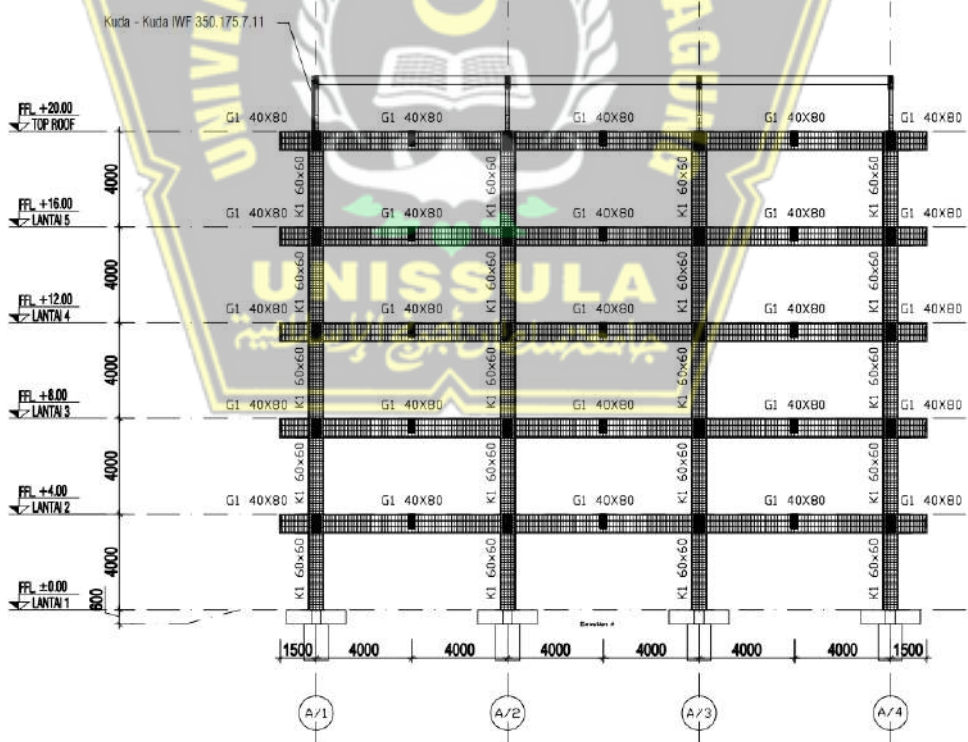 Kuda - Kuda IWF 350.175.7.11
UNIVE
AGUNG
UNISSULA
FFL +20.00
TOP ROOF
G1 40X80 G1 40X80 G1 40X80 G1 40X80 G1 40X80
4000
K1 60x60 K1 60x60 K1 60x60 K1 60x60
FFL +16.00
LANTAI 5
G1 40X80 G1 40X80 G1 40X80 G1 40X80 G1 40X80
4000
K1 60x60 K1 60x60 K1 60x60 K1 60x60
FFL +12.00
LANTAI 4
G1 40X80 G1 40X80 G1 40X80 G1 40X80 G1 40X80
4000
K1 60x60 K1 60x60 K1 60x60 K1 60x60
FFL +8.00
LANTAI 3
G1 40X80 G1 40X80 G1 40X80 G1 40X80 G1 40X80
4000
K1 60x60 K1 60x60 K1 60x60 K1 60x60
FFL +4.00
LANTAI 2
G1 40X80 G1 40X80 G1 40X80 G1 40X80 G1 40X80
4000
K1 60x60 K1 60x60 K1 60x60 K1 60x60
FFL ±0.00
LANTAI 1
600
1500 4000 4000 4000 4000 4000 4000 1500
A/1 A/2 A/3 A/4